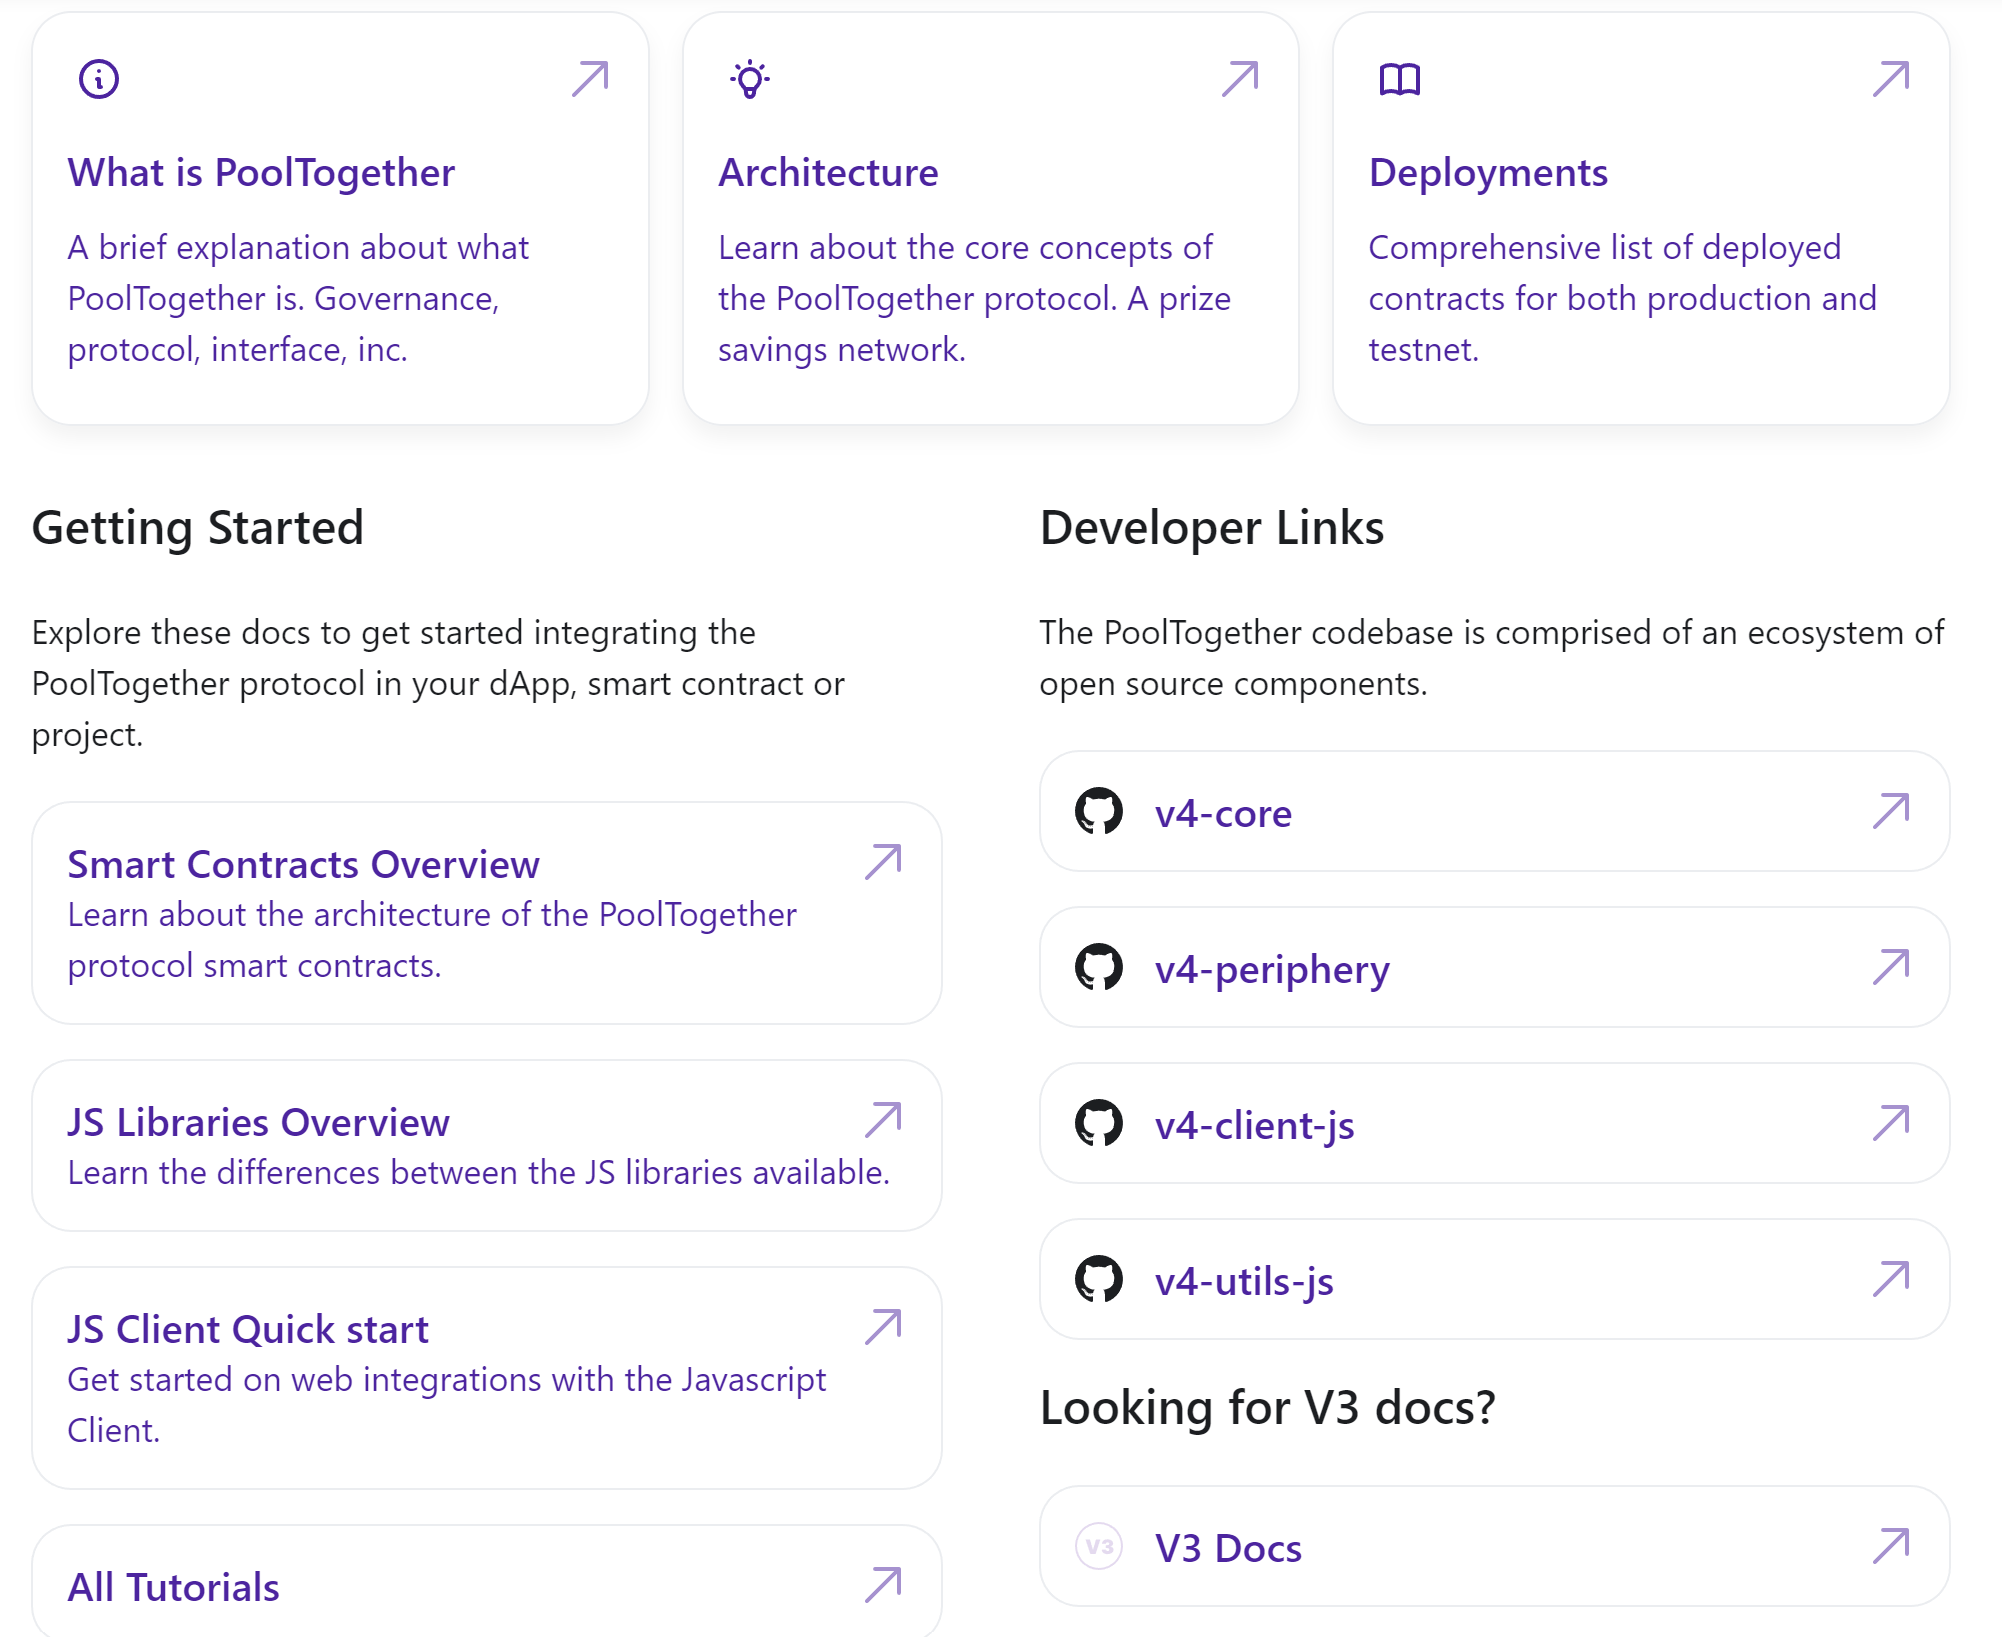 What is PoolTogether
A brief explanation about what
PoolTogether is. Governance,
protocol, interface, inc.
Architecture
Learn about the core concepts of
the PoolTogether protocol. A prize
savings network.
Deployments
Comprehensive list of deployed
contracts for both production and
testnet.
Getting Started
Explore these docs to get started integrating the
PoolTogether protocol in your dApp, smart contract or
project.
Smart Contracts Overview
Learn about the architecture of the PoolTogether
protocol smart contracts.
JS Libraries Overview
Learn the differences between the JS libraries available.
JS Client Quick start
Get started on web integrations with the Javascript
Client.
All Tutorials
Developer Links
The PoolTogether codebase is comprised of an ecosystem of
open source components.
v4-core
v4-periphery
v4-client-js
v4-utils-js
Looking for V3 docs?
V3 V3 Docs